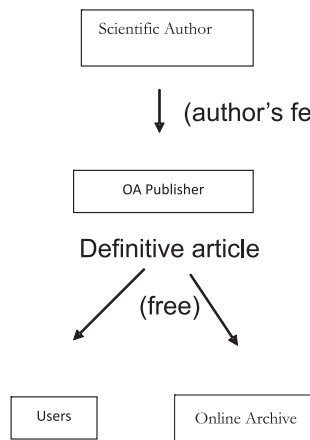 Scientific Author
(author's fe
OA Publisher
Definitive article
(free)
Users
Online Archive